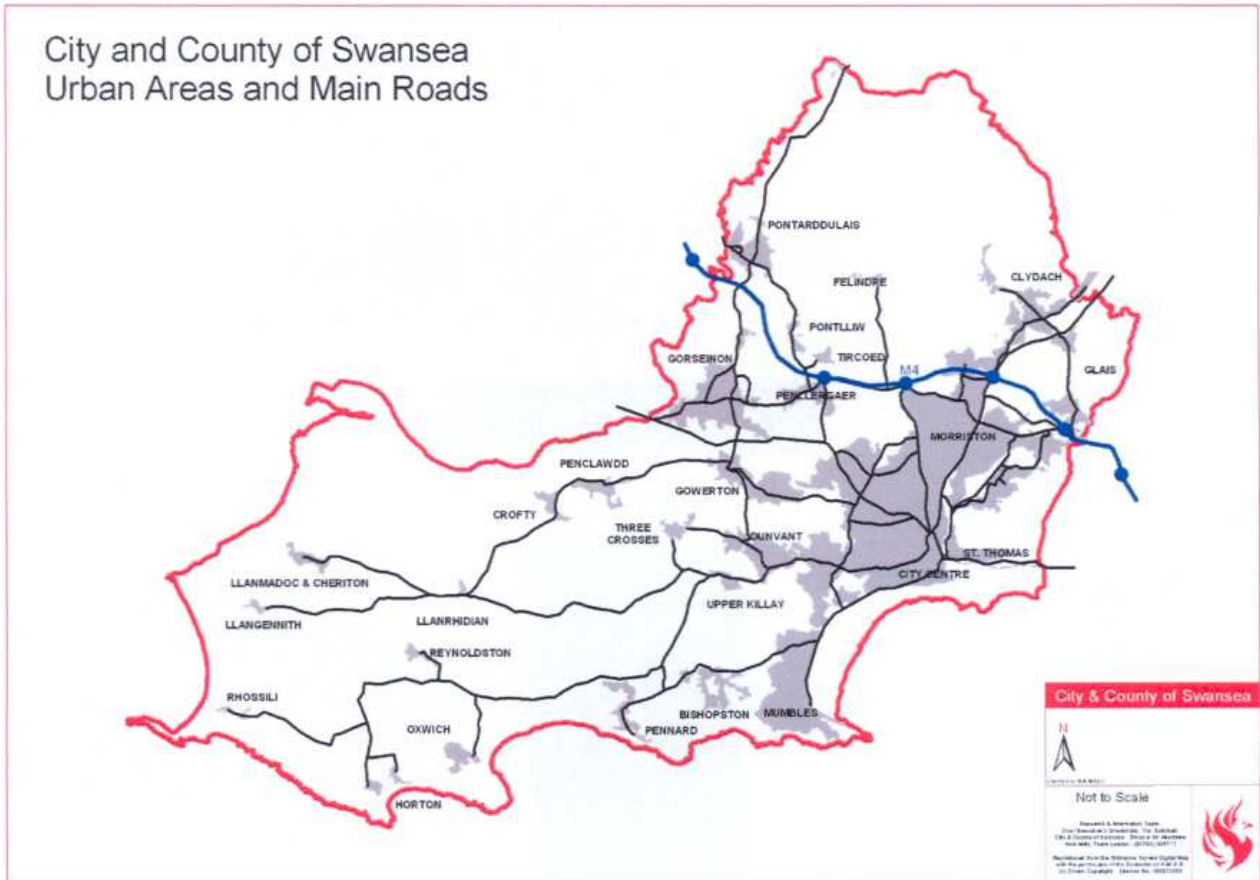 City and County of Swansea
Urban Areas and Main Roads
PONTARDDULAIS
FELINDRE
CLYDACH
PONTLLIW
GORSEINON
TIRCOED
M4
GLAIS
PENLLERGAER
MORRISTON
PENCLAWDD
GOWERTON
CROFTY
THREE
CROSSES
DUNVANT
ST. THOMAS
CITY CENTRE
LLANMADOC & CHERITON
UPPER KILLAY
LLANGENNITH
LLANRHIDIAN
REYNOLDSTON
RHOSSILI
BISHOPSTON
MUMBLES
OXWICH
PENNARD
HORTON
City & County of Swansea
N
Not to Scale